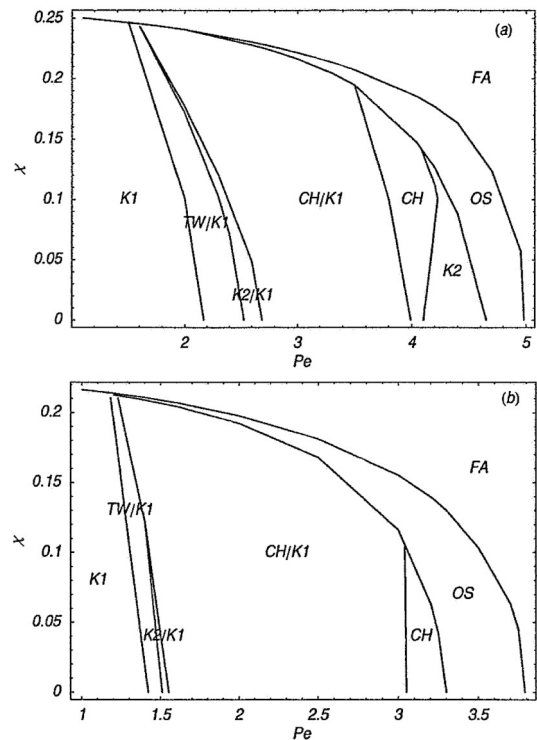 0.25
(a)
FA
0.2
0.15
χ
K1
CH/K1
CH
OS
0.1
TW/K1
0.05
K2/K1
K2
0
2
3
4
5
Pe
(b)
0.2
FA
0.15
TW/K1
χ
CH/K1
0.1
K1
OS
0.05
K2/K1
CH
0
1
1.5
2
2.5
3
3.5
Pe